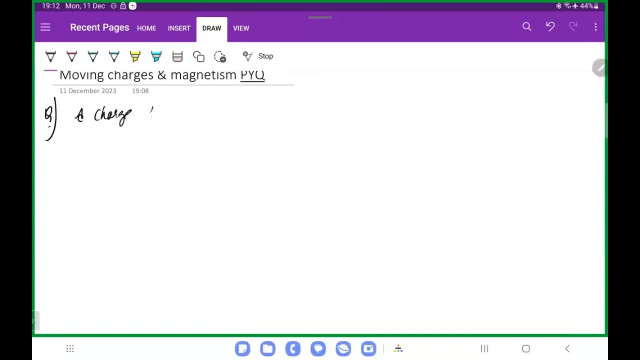 19:12 Mon, 11 Dec 44%
Recent Pages HOME INSERT DRAW VIEW
Stop
Moving charges & magnetism PYQ
11 December 2023 19:08
Q) A charge